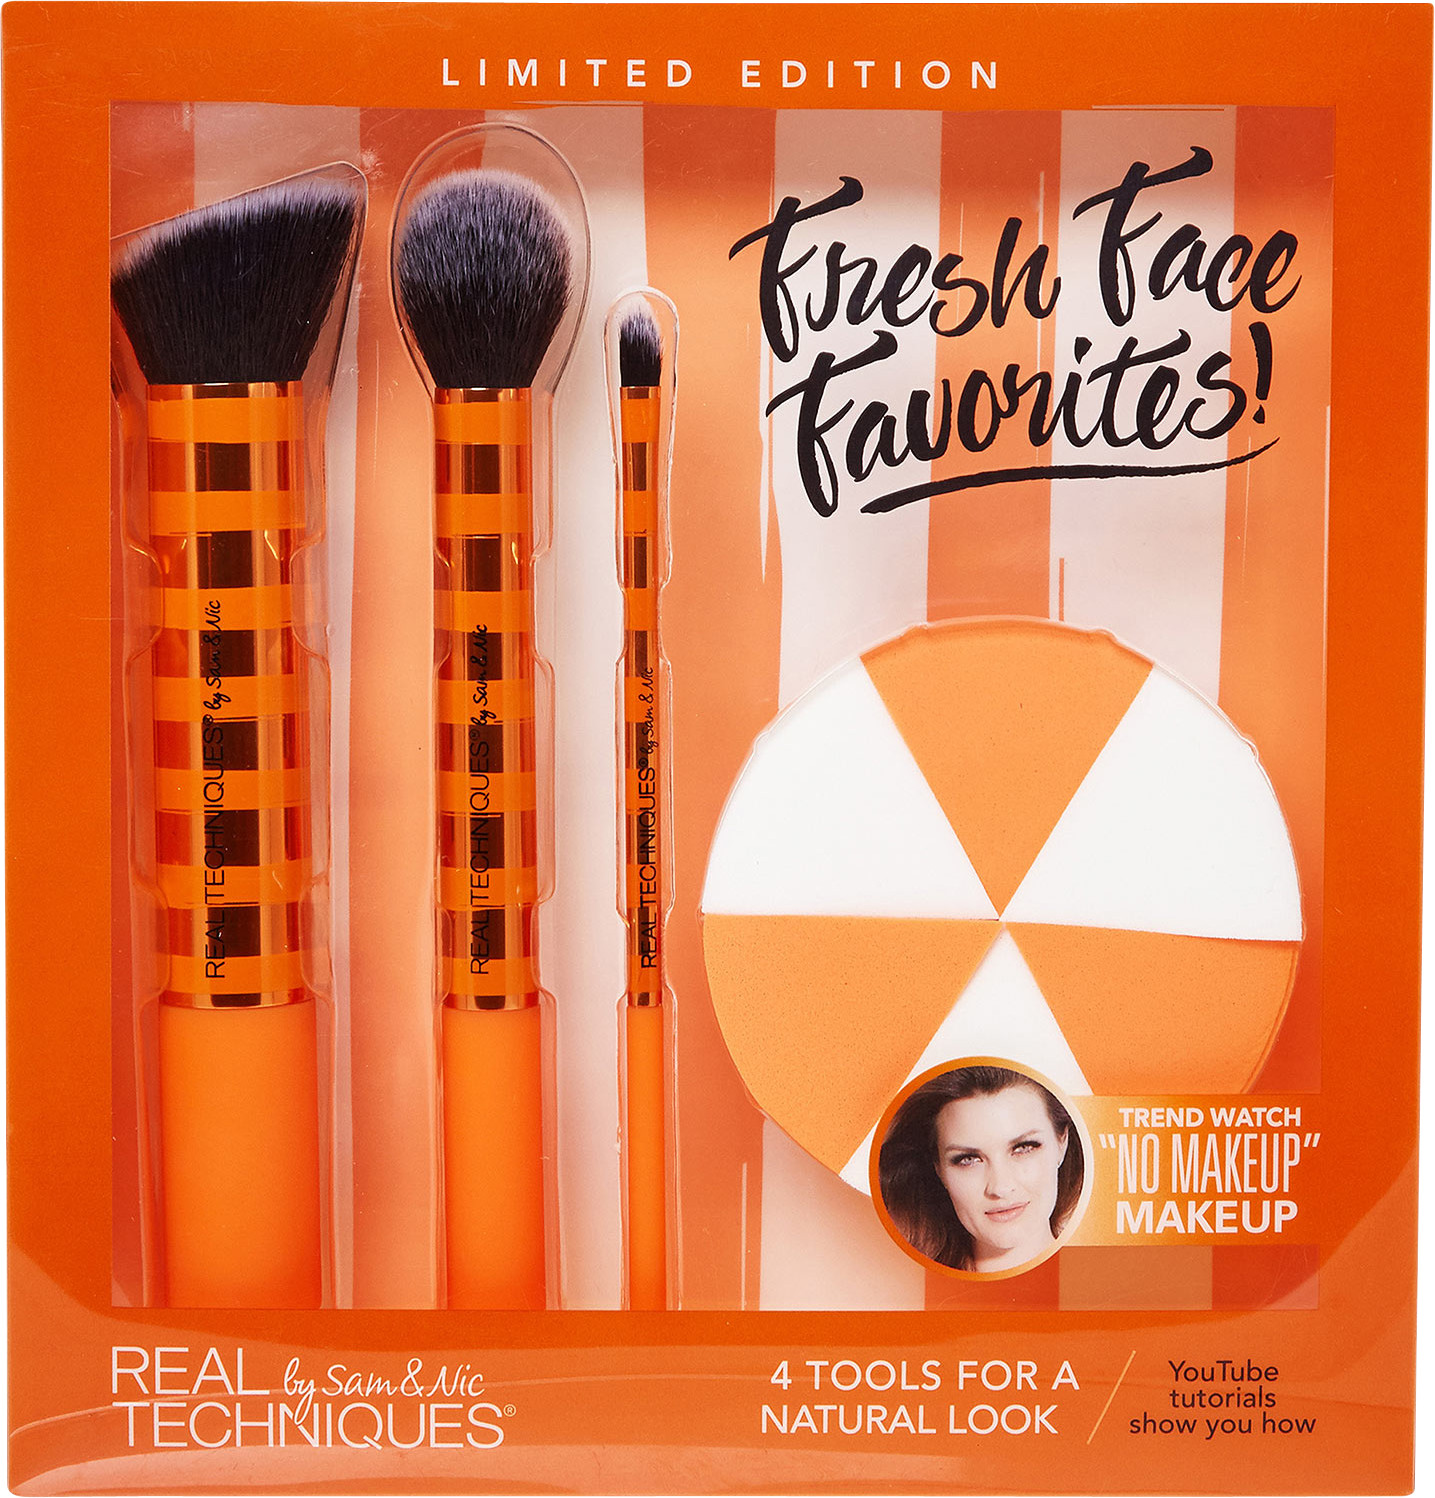 LIMITED EDITION
Fresh Face
Favorites!
REAL TECHNIQUES® by Sam & Nic
REAL TECHNIQUES® by Sam & Nic
REAL TECHNIQUES® by Sam & Nic
TREND WATCH
“NO MAKEUP”
MAKEUP
REAL by Sam & Nic
TECHNIQUES®
4 TOOLS FOR A
NATURAL LOOK
YouTube
tutorials
show you how